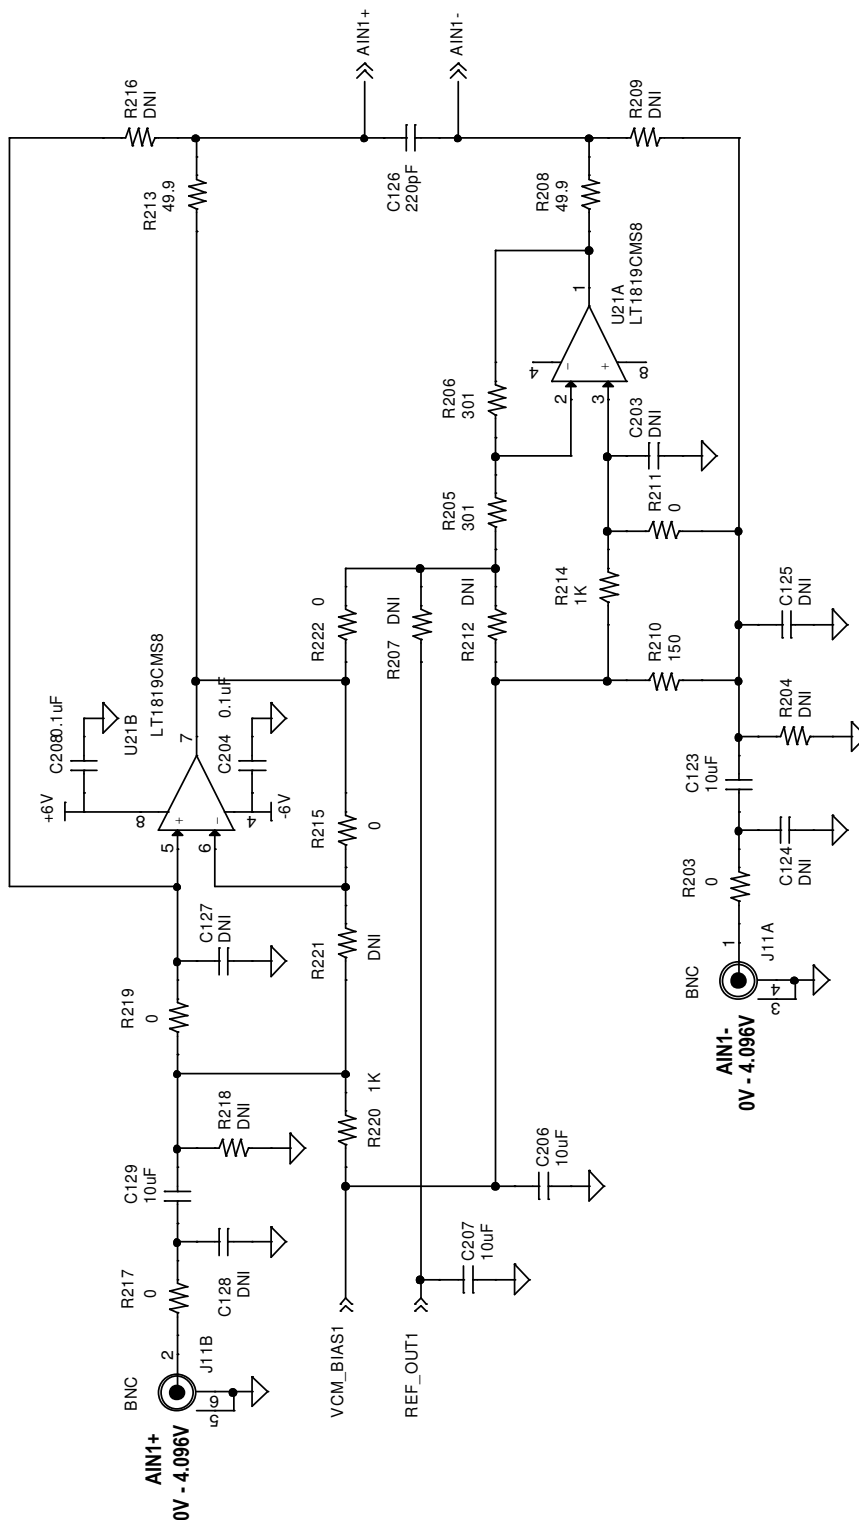 R216
DNI
R213
49.9
AIN1+
C126
220pF
AIN1-
R208
49.9
R209
DNI
1
U21A
LT1819CMS8
4
8
-
+
2
3
R206
301
C203
DNI
R205
301
R211
0
R222
0
R207
DNI
R212
DNI
R214
1K
R210
150
C125
DNI
C208
0.1uF
U21B
LT1819CMS8
7
C204
0.1uF
+6V
8
4
-6V
+
-
5
6
R215
0
R204
DNI
C123
10uF
C124
DNI
R203
0
C127
DNI
R221
DNI
R219
0
1
J11A
BNC
3
4
AIN1-
0V - 4.096V
R220
1K
R218
DNI
C129
10uF
C206
10uF
C128
DNI
C207
10uF
R217
0
VCM_BIAS1
REF_OUT1
2
J11B
BNC
5
6
AIN1+
0V - 4.096V